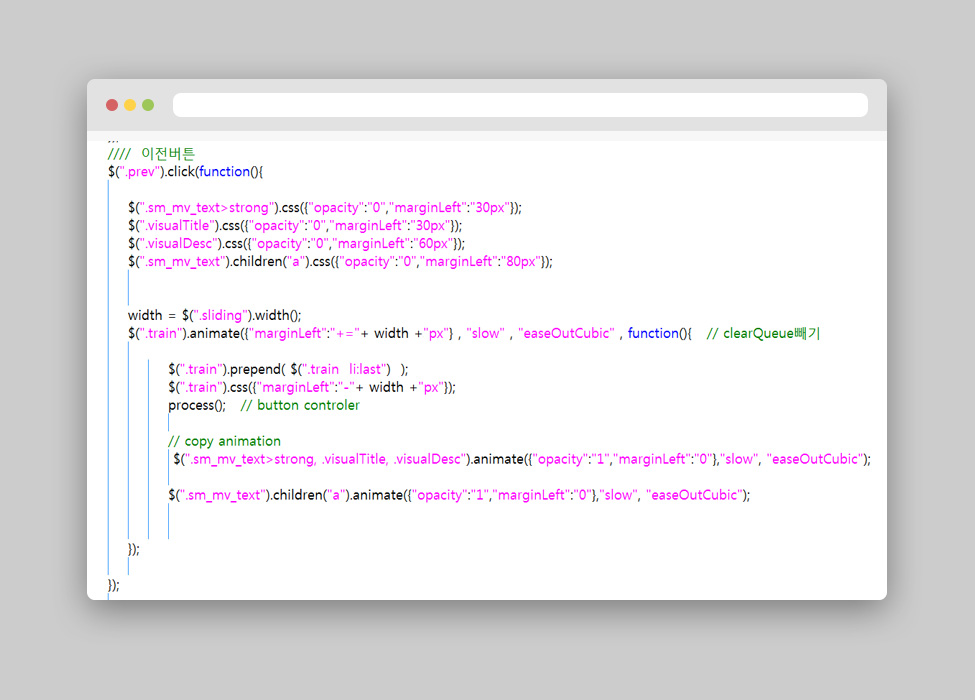 //// 이전버튼
$(".prev").click(function(){
$(".sm_mv_text>strong").css({"opacity":"0","marginLeft":"30px"});
$(".visualTitle").css({"opacity":"0","marginLeft":"30px"});
$(".visualDesc").css({"opacity":"0","marginLeft":"60px"});
$(".sm_mv_text").children("a").css({"opacity":"0","marginLeft":"80px"});
width = $(".sliding").width();
$(".train").animate({"marginLeft":"+="+ width +"px"} , "slow" , "easeOutCubic" , function(){ // clearQueue빼기
$(".train").prepend( $(".train li:last") );
$(".train").css({"marginLeft":"-"+ width +"px"});
process(); // button controler
// copy animation
$(".sm_mv_text>strong, .visualTitle, .visualDesc").animate({"opacity":"1","marginLeft":"0"},"slow", "easeOutCubic");
$(".sm_mv_text").children("a").animate({"opacity":"1","marginLeft":"0"},"slow", "easeOutCubic");
});
});